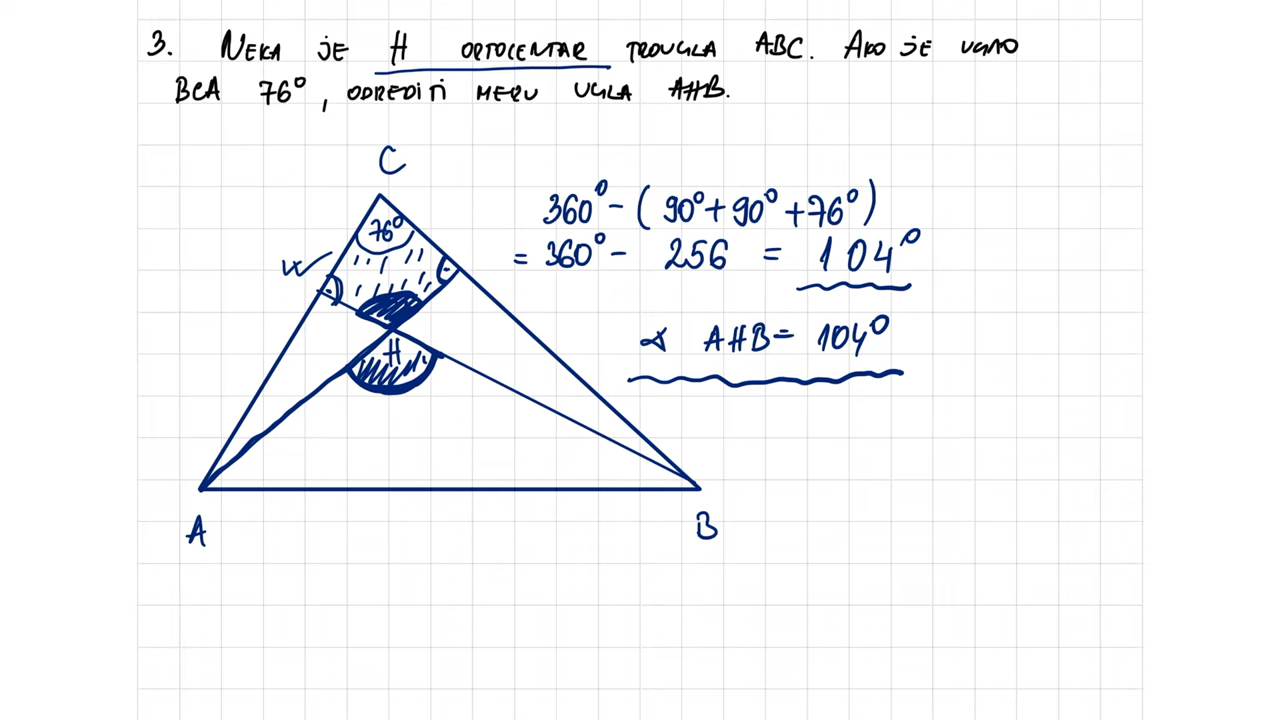 3. NEKA JE H ORTOCENTAR TROUGLA ABC. AKO JE UGAO
BCA 76°, ODREDITI MERU UGLA AHB.
C
76°
360° - (90° + 90° + 76°)
= 360° - 256 = 104°
∢ AHB = 104°
H
A
B